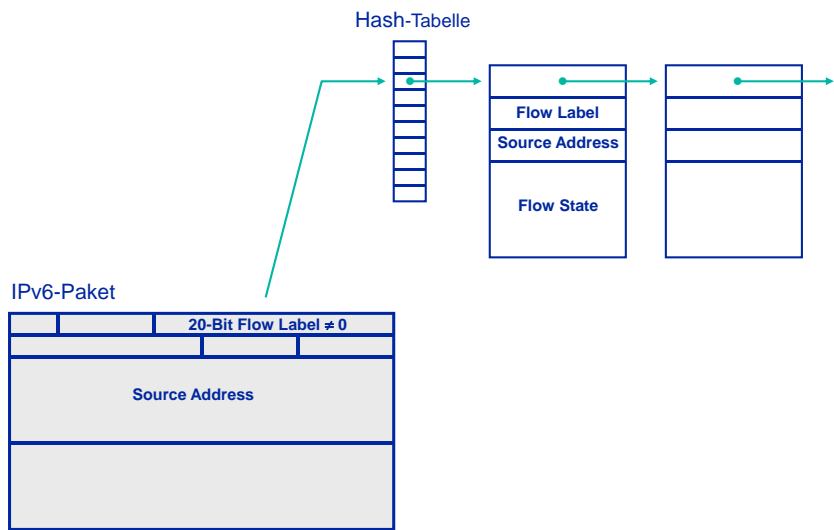 Hash-Tabelle
Flow Label
Source Address
Flow State
IPv6-Paket
20-Bit Flow Label ≠ 0
Source Address